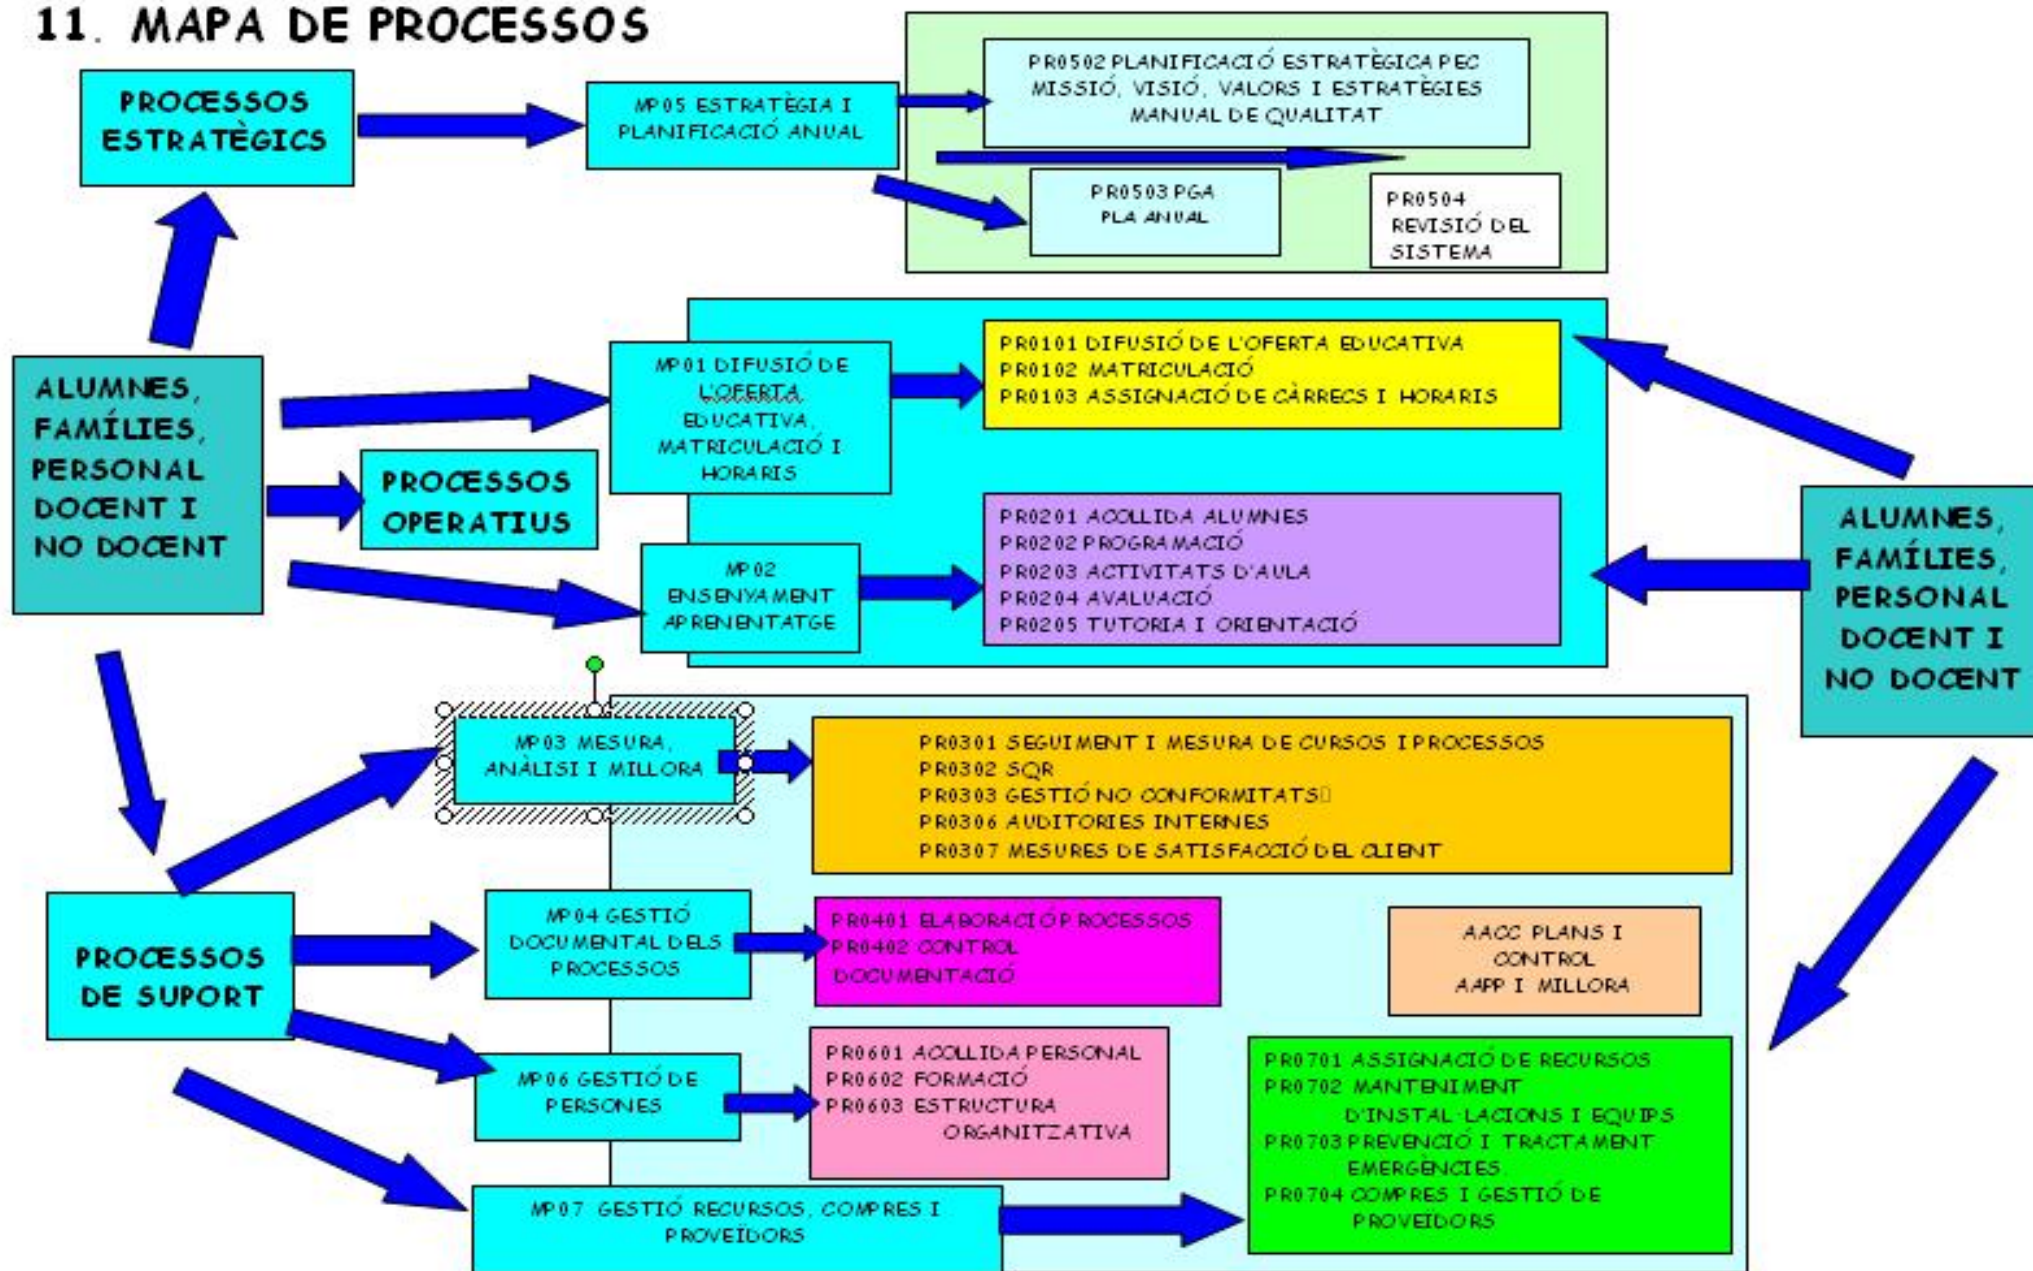 11. MAPA DE PROCESSOS
PROCESSOS
ESTRATÈGICS
MP05 ESTRATÈGIA I
PLANIFICACIÓ ANUAL
PR0502 PLANIFICACIÓ ESTRATÈGICA PEC
MISSIÓ, VISIÓ, VALORS I ESTRATÈGIES
MANUAL DE QUALITAT
PR0503 PGA
PLA ANUAL
PR0504
REVISIÓ DEL
SISTEMA
ALUMNES,
FAMÍLIES,
PERSONAL
DOCENT I
NO DOCENT
PROCESSOS
OPERATIUS
MP01 DIFUSIÓ DE
L'OFERTA
EDUCATIVA,
MATRICULACIÓ I
HORARIS
PR0101 DIFUSIÓ DE L'OFERTA EDUCATIVA
PR0102 MATRICULACIÓ
PR0103 ASSIGNACIÓ DE CÀRRECS I HORARIS
MP02
ENSENYAMENT
APRENENTATGE
PR0201 ACOLLIDA ALUMNES
PR0202 PROGRAMACIÓ
PR0203 ACTIVITATS D'AULA
PR0204 AVALUACIÓ
PR0205 TUTORIA I ORIENTACIÓ
ALUMNES,
FAMÍLIES,
PERSONAL
DOCENT I
NO DOCENT
PROCESSOS
DE SUPORT
MP03 MESURA,
ANÀLISI I MILLORA
PR0301 SEGUIMENT I MESURA DE CURSOS I PROCESSOS
PR0302 SQR
PR0303 GESTIÓ NO CONFORMITATS
PR0306 AUDITORIES INTERNES
PR0307 MESURES DE SATISFACCIÓ DEL CLIENT
MP04 GESTIÓ
DOCUMENTAL DELS
PROCESSOS
PR0401 ELABORACIÓ PROCESSOS
PR0402 CONTROL
DOCUMENTACIÓ
AACC PLANS I
CONTROL
AAPP I MILLORA
MP06 GESTIÓ DE
PERSONES
PR0601 ACOLLIDA PERSONAL
PR0602 FORMACIÓ
PR0603 ESTRUCTURA
ORGANITZATIVA
MP07 GESTIÓ RECURSOS, COMPRES I
PROVEÏDORS
PR0701 ASSIGNACIÓ DE RECURSOS
PR0702 MANTENIMENT
D'INSTAL·LACIONS I EQUIPS
PR0703 PREVENCIÓ I TRACTAMENT
EMERGÈNCIES.
PR0704 COMPRES I GESTIÓ DE
PROVEÏDORS